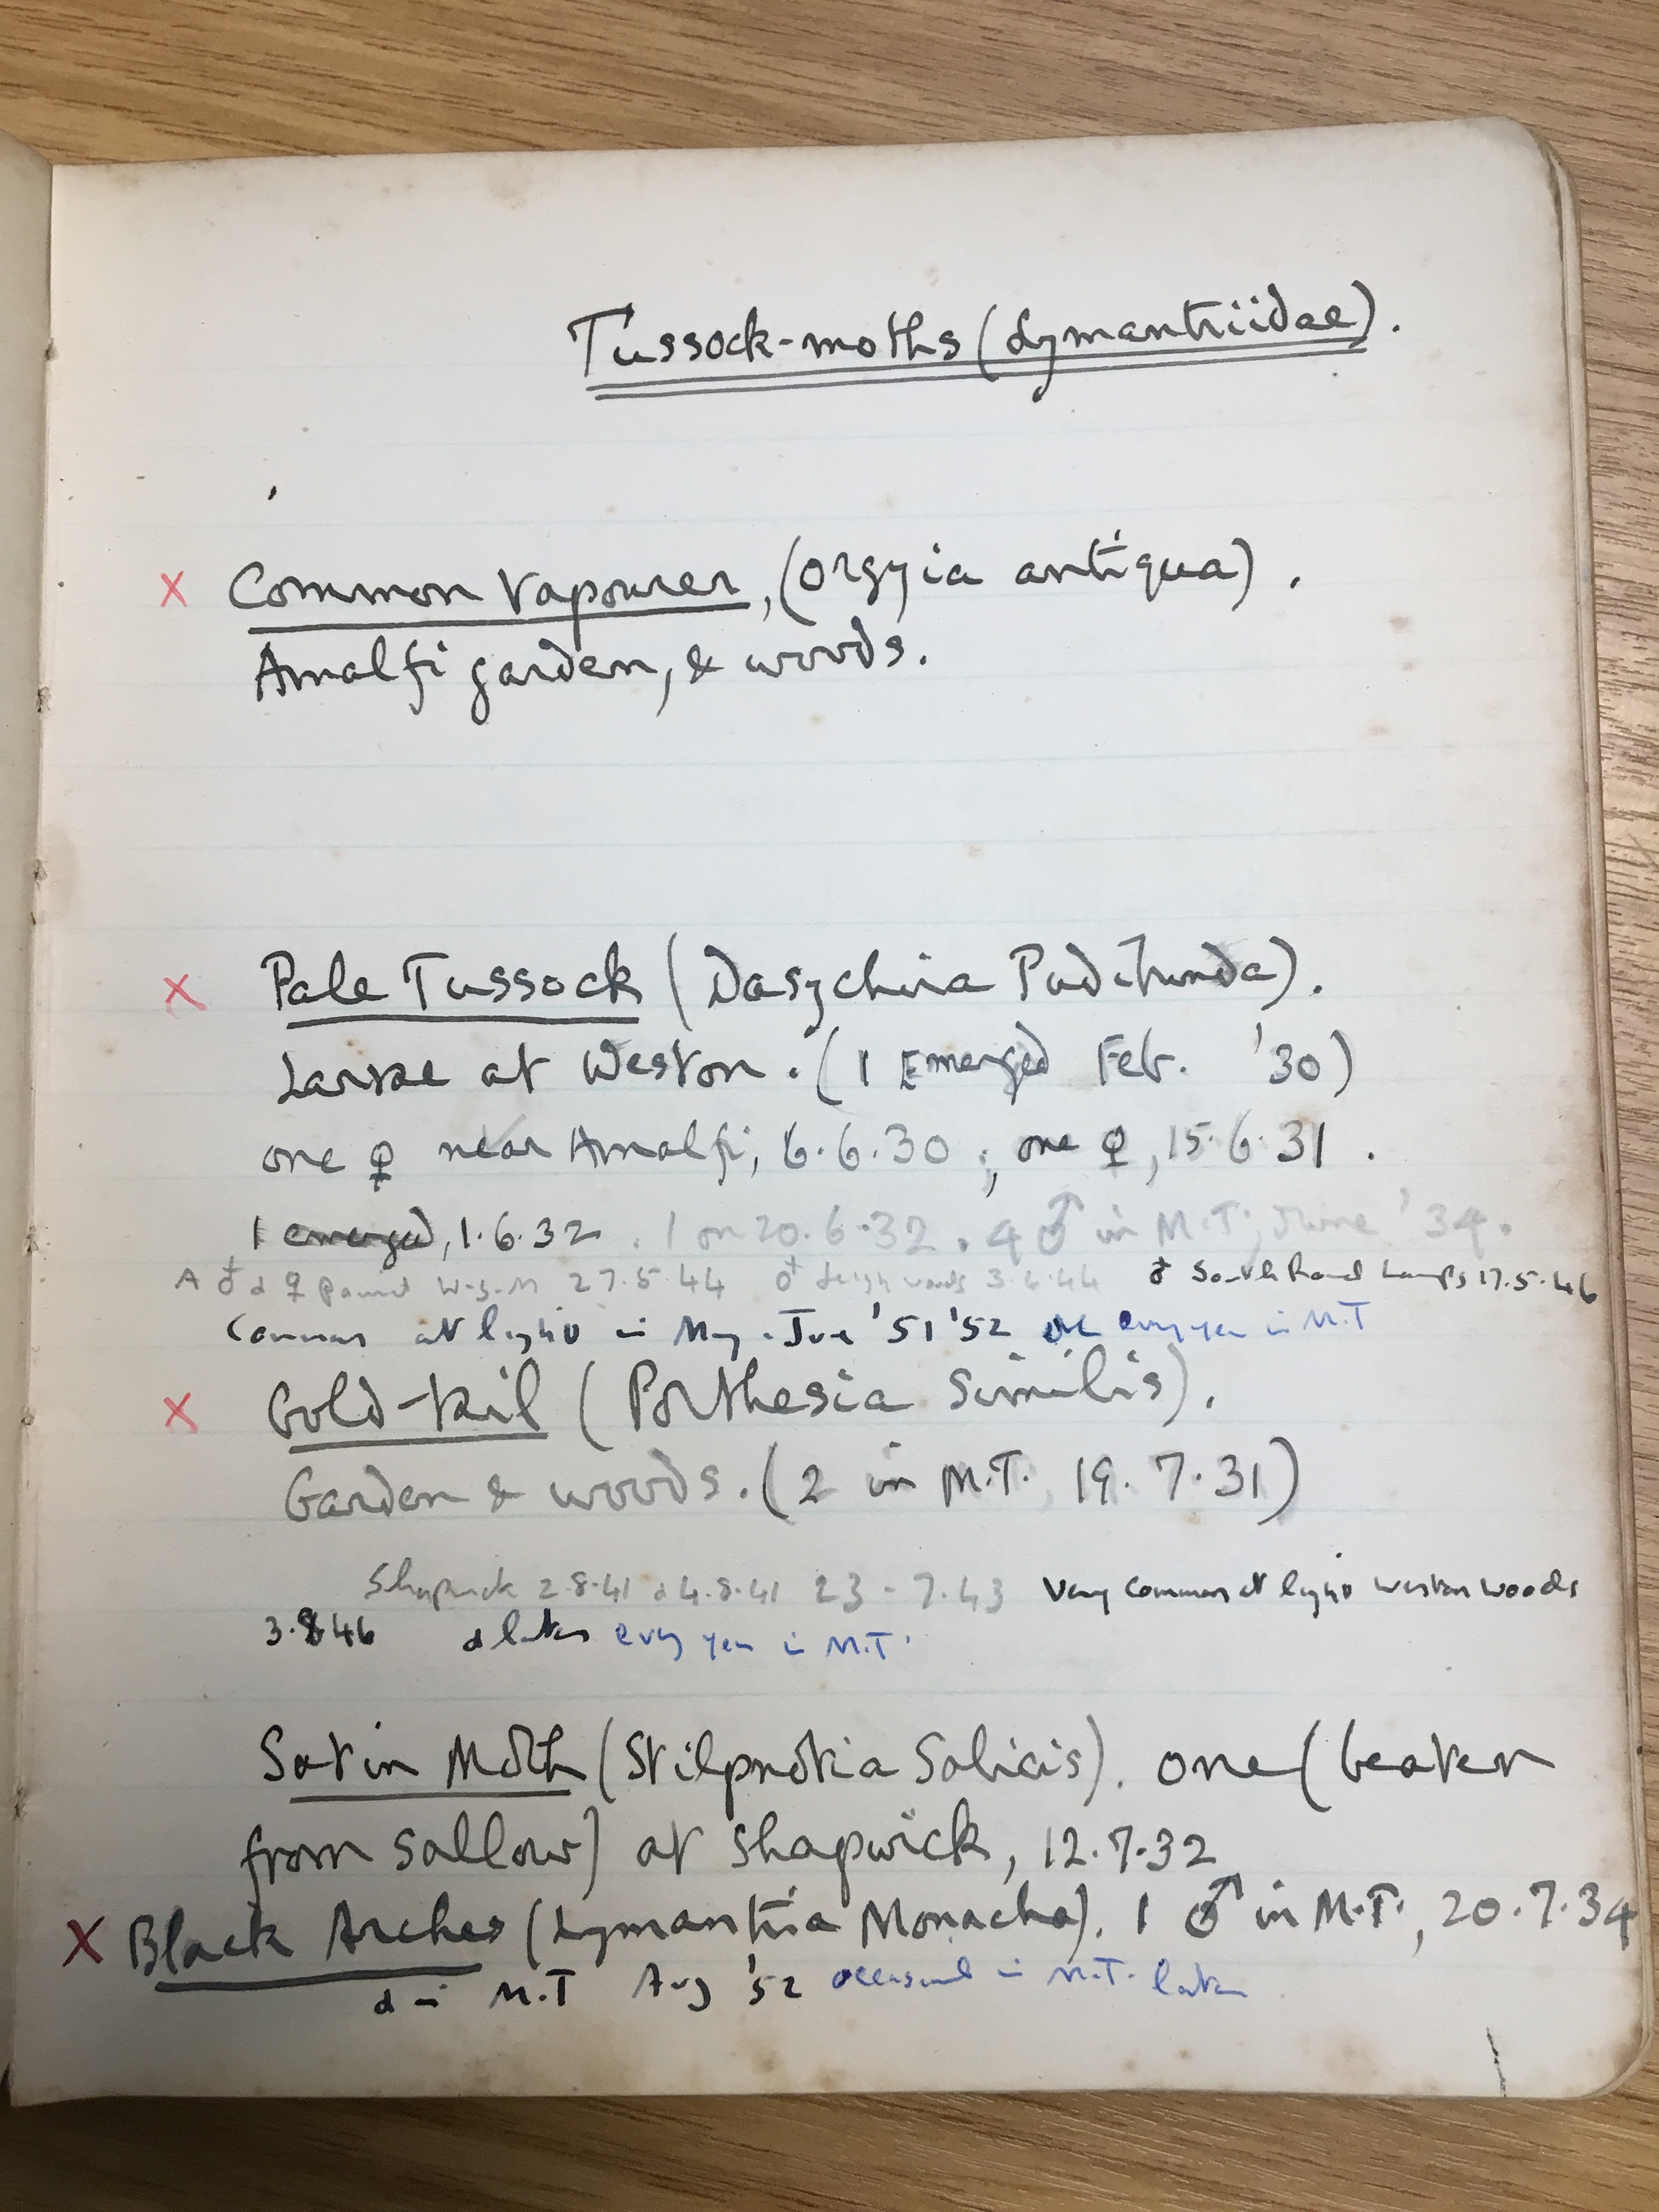 Tussock-moths (Lymantriidae).
X Common Vapourer, (Orgyia antiqua).
Amalfi garden, & woods.
X Pale Tussock (Dasychira Pudibunda).
Larvae at Weston. (1 Emerged Feb. '30)
one ♀ near Amalfi, 6.6.30; one ♀, 15.6.31.
1 emerged, 1.6.32. 1 on 20.6.32. 4 ♂ in M.T; June '34.
A ♂ & ♀ paired W-S-M 27.5.44 ♂ Leigh woods 3.6.44 ♂ South Road Lamps 17.5.46
Common at light in May - June '51 '52 every year in M.T
X Gold-tail (Porthesia Similis).
Garden & woods. (2 in M.T. 19.7.31)
Shapwick 2.8.41 & 4.8.41 23-7.43 Very common at light Weston Woods
3.8.46 & later every year in M.T.
Satin Moth (Stilpnotia Salicis). one (beaten
from sallow) at Shapwick, 12.7.32
X Black Arches (Lymantria Monacha). 1 ♂ in M.T., 20.7.34
& in M.T Aug '52 occasional in M.T. later